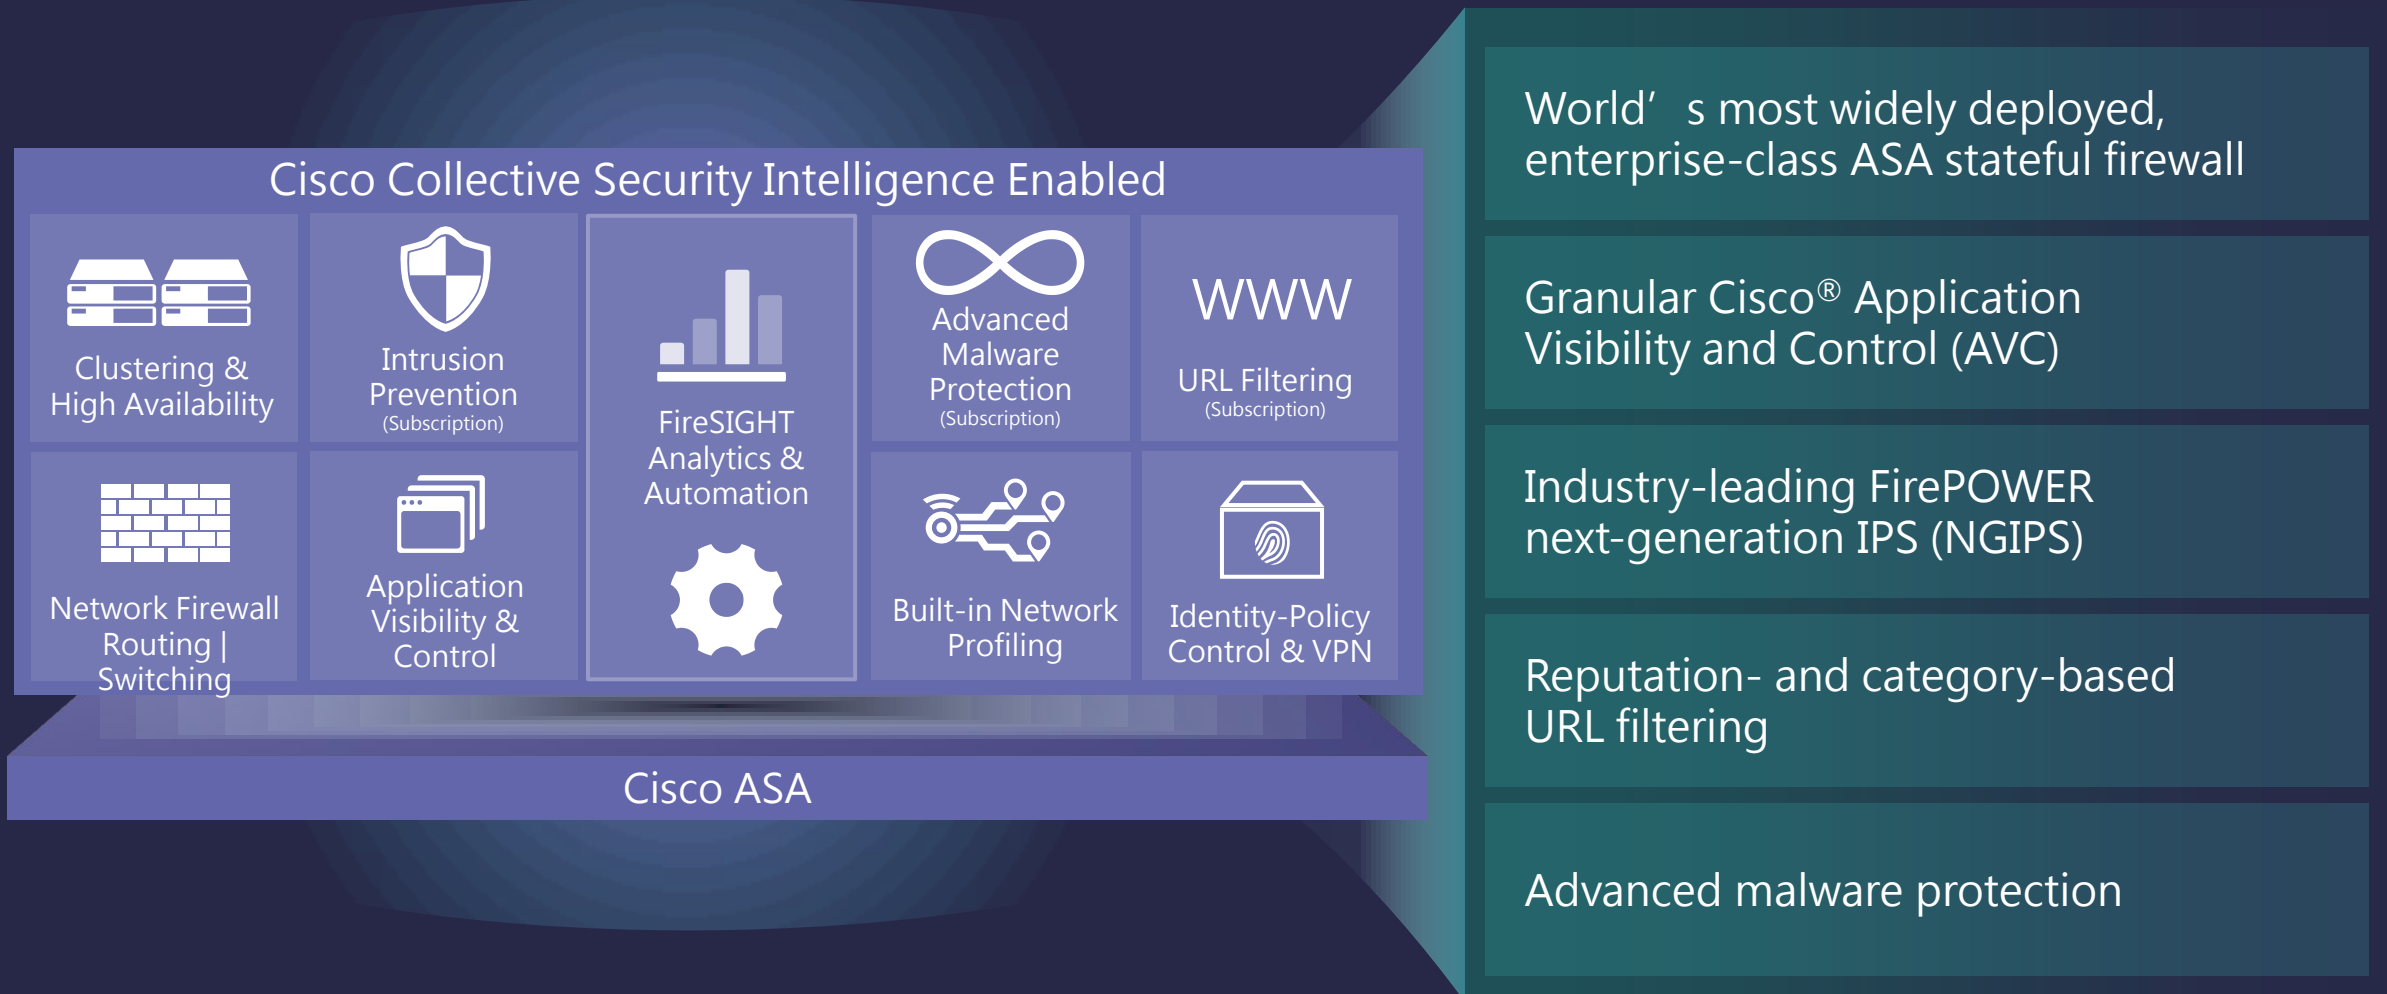 Cisco Collective Security Intelligence Enabled
Clustering &
High Availability
Intrusion
Prevention
(Subscription)
FireSIGHT
Analytics &
Automation
Advanced
Malware
Protection
(Subscription)
WWW
URL Filtering
(Subscription)
Network Firewall
Routing |
Switching
Application
Visibility &
Control
Built-in Network
Profiling
Identity-Policy
Control & VPN
Cisco ASA
World’s most widely deployed,
enterprise-class ASA stateful firewall
Granular Cisco® Application
Visibility and Control (AVC)
Industry-leading FirePOWER
next-generation IPS (NGIPS)
Reputation- and category-based
URL filtering
Advanced malware protection